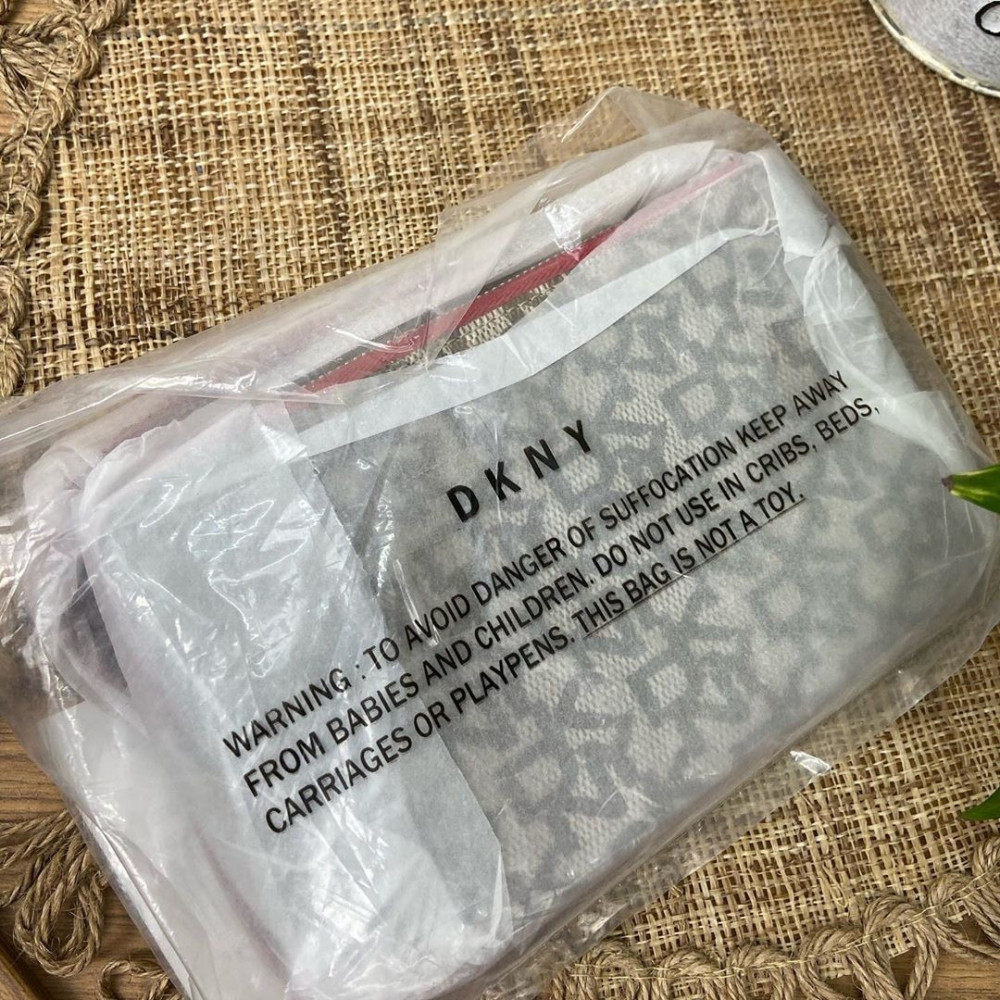 DKNY
WARNING : TO AVOID DANGER OF SUFFOCATION KEEP AWAY
FROM BABIES AND CHILDREN. DO NOT USE IN CRIBS, BEDS,
CARRIAGES OR PLAYPENS. THIS BAG IS NOT A TOY.